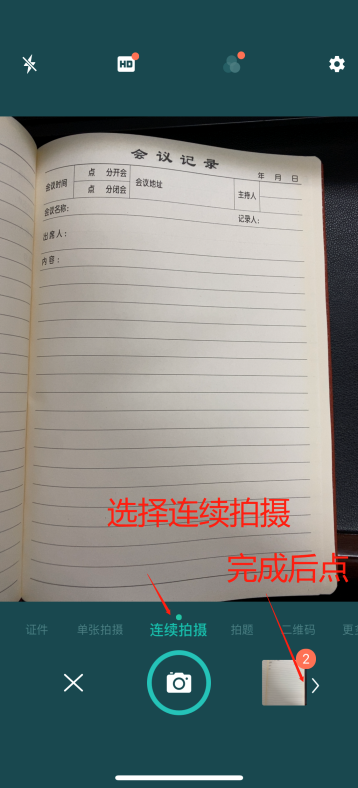 HD
会议记录
年 月 日
会议时间 点 分开会 会议地址 主持人
点 分闭会
会议名称： 记录人：
出席人：
内容：
选择连续拍摄
完成后点
证件 单张拍摄 连续拍摄 拍题 二维码 更多
2